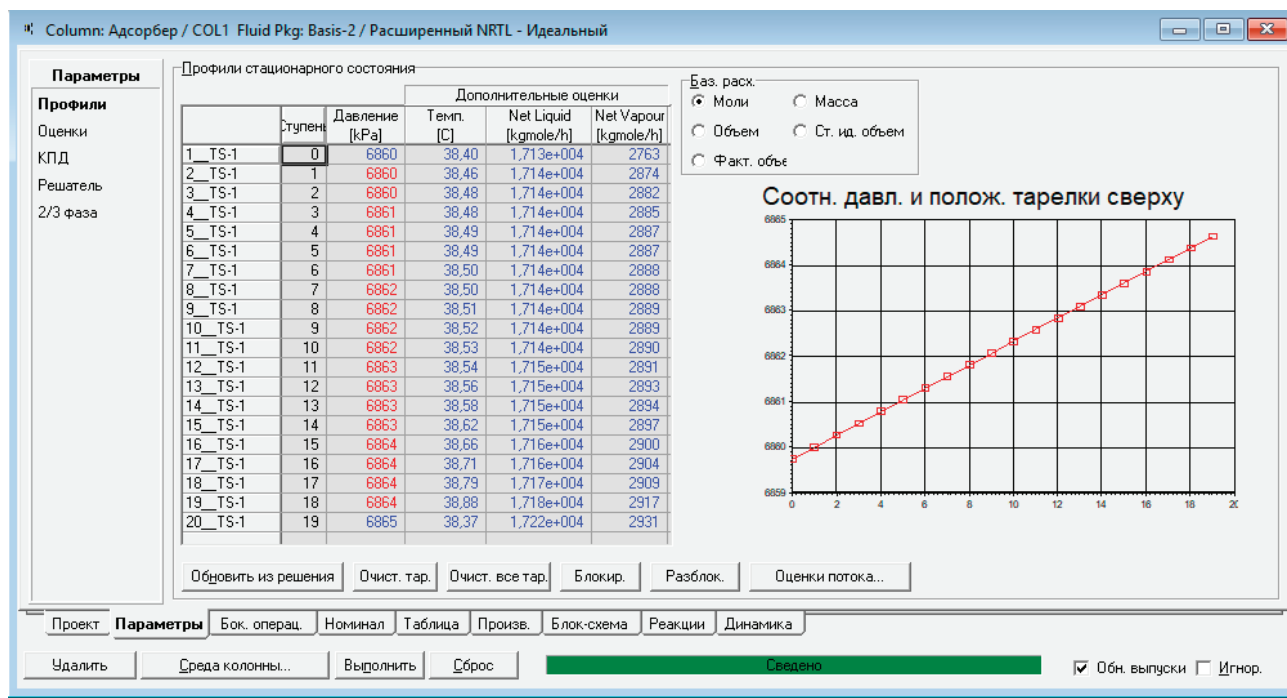 Column: Адсорбер / COL1 Fluid Pkg: Basis-2 / Расширенный NRTL - Идеальный
Параметры
Профили
Оценки
КПД
Решатель
2/3 фаза
Профили стационарного состояния
Дополнительные оценки
Ступень Давление [kPa] Темп. [C] Net Liquid [kgmole/h] Net Vapour [kgmole/h]
1__TS-1 0 6860 38,40 1,713e+004 2763
2__TS-1 1 6860 38,46 1,714e+004 2874
3__TS-1 2 6860 38,48 1,714e+004 2882
4__TS-1 3 6861 38,48 1,714e+004 2885
5__TS-1 4 6861 38,49 1,714e+004 2887
6__TS-1 5 6861 38,49 1,714e+004 2887
7__TS-1 6 6861 38,50 1,714e+004 2888
8__TS-1 7 6862 38,50 1,714e+004 2888
9__TS-1 8 6862 38,51 1,714e+004 2889
10__TS-1 9 6862 38,52 1,714e+004 2889
11__TS-1 10 6862 38,53 1,714e+004 2890
12__TS-1 11 6863 38,54 1,715e+004 2891
13__TS-1 12 6863 38,56 1,715e+004 2893
14__TS-1 13 6863 38,58 1,715e+004 2894
15__TS-1 14 6863 38,62 1,715e+004 2897
16__TS-1 15 6864 38,66 1,716e+004 2900
17__TS-1 16 6864 38,71 1,716e+004 2904
18__TS-1 17 6864 38,79 1,717e+004 2909
19__TS-1 18 6864 38,88 1,718e+004 2917
20__TS-1 19 6865 38,37 1,722e+004 2931
Баз. расх.
Моли Масса
Объем Ст. ид. объем
Факт. объе
Соотн. давл. и полож. тарелки сверху
6865
6864
6863
6862
6861
6860
6859
0 2 4 6 8 10 12 14 16 18 20
Обновить из решения Очист. тар. Очист. все тар. Блокир. Разблок. Оценки потока...
Проект Параметры Бок. операц. Номинал Таблица Произв. Блок-схема Реакции Динамика
Удалить Среда колонны... Выполнить Сброс Сведено Обн. выпуски Игнор.